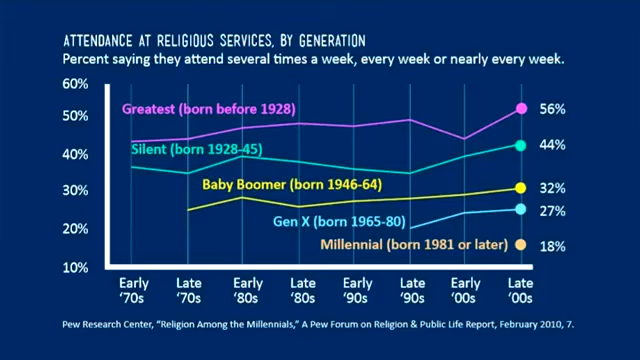 ATTENDANCE AT RELIGIOUS SERVICES, BY GENERATION
Percent saying they attend several times a week, every week or nearly every week.
60%
50%
40%
30%
20%
10%
Greatest (born before 1928)
56%
Silent (born 1928-45)
44%
Baby Boomer (born 1946-64)
32%
Gen X (born 1965-80)
27%
Millennial (born 1981 or later)
18%
Early '70s
Late '70s
Early '80s
Late '80s
Early '90s
Late '90s
Early '00s
Late '00s
Pew Research Center, "Religion Among the Millennials," A Pew Forum on Religion & Public Life Report, February 2010, 7.